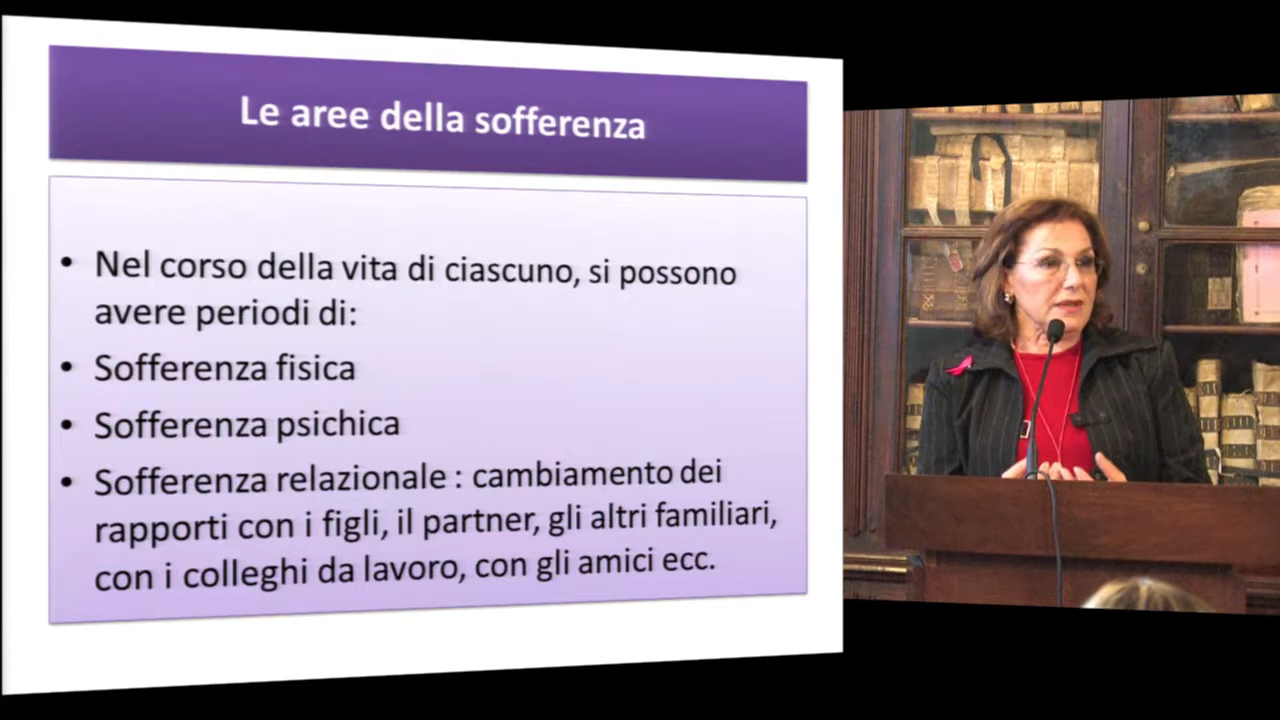 Le aree della sofferenza
• Nel corso della vita di ciascuno, si possono
avere periodi di:
• Sofferenza fisica
• Sofferenza psichica
• Sofferenza relazionale : cambiamento dei
rapporti con i figli, il partner, gli altri familiari,
con i colleghi da lavoro, con gli amici ecc.